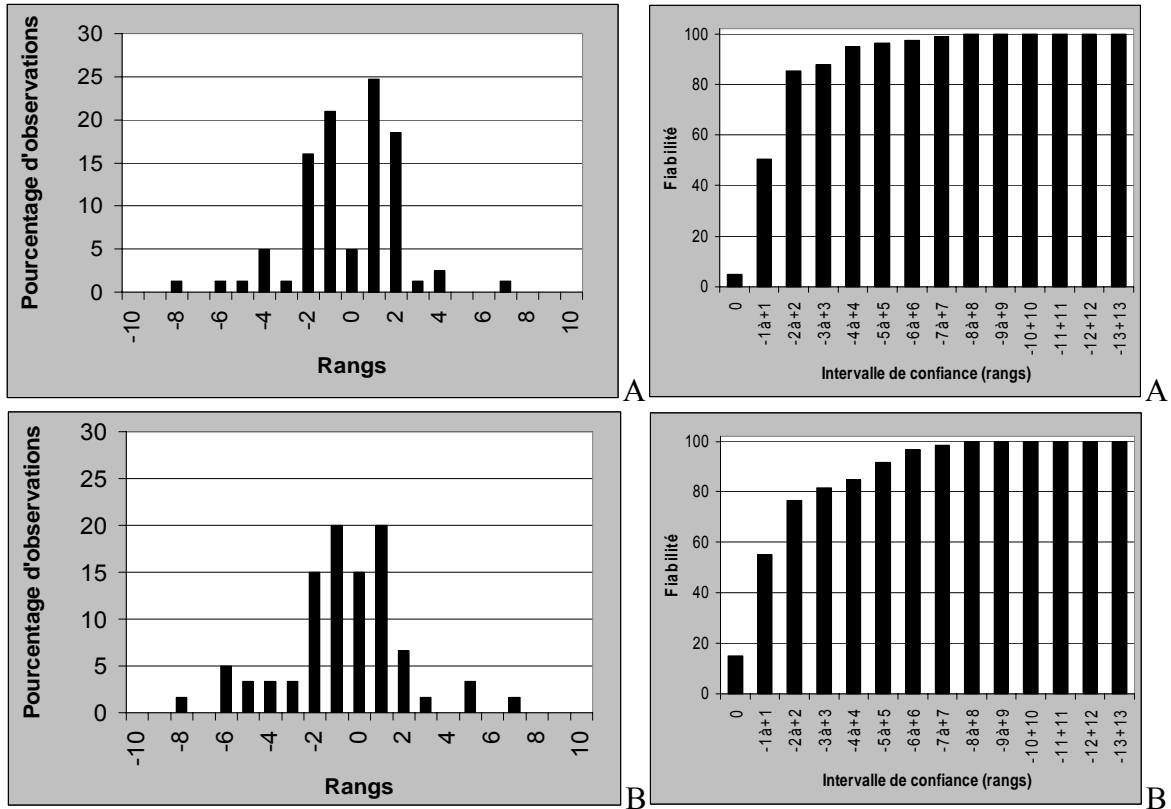 Pourcentage d'observations
30
25
20
15
10
5
0
-10
-8
-6
-4
-2
0
2
4
6
8
10
Rangs
A
Fiabilité
100
80
60
40
20
0
0
-1à+1
-2à+2
-3à+3
-4à+4
-5à+5
-6à+6
-7à+7
-8à+8
-9à+9
-10+10
-11+11
-12+12
-13+13
Intervalle de confiance (rangs)
A
Pourcentage d'observations
30
25
20
15
10
5
0
-10
-8
-6
-4
-2
0
2
4
6
8
10
Rangs
B
Fiabilité
100
80
60
40
20
0
0
-1à+1
-2à+2
-3à+3
-4à+4
-5à+5
-6à+6
-7à+7
-8à+8
-9à+9
-10+10
-11+11
-12+12
-13+13
Intervalle de confiance (rangs)
B